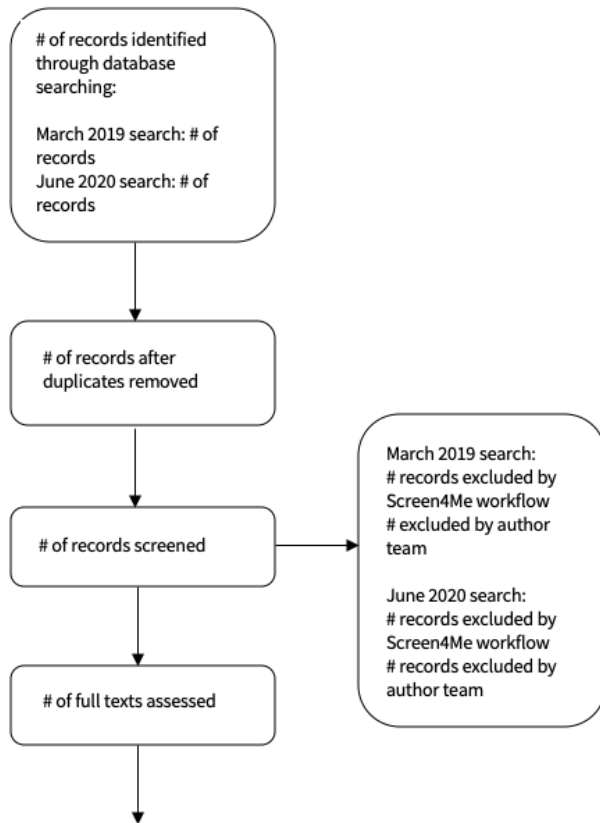 # of records identified
through database
searching:
March 2019 search: # of
records
June 2020 search: # of
records
# of records after
duplicates removed
# of records screened
March 2019 search:
# records excluded by
Screen4Me workflow
# excluded by author
team
June 2020 search:
# records excluded by
Screen4Me workflow
# records excluded by
author team
# of full texts assessed